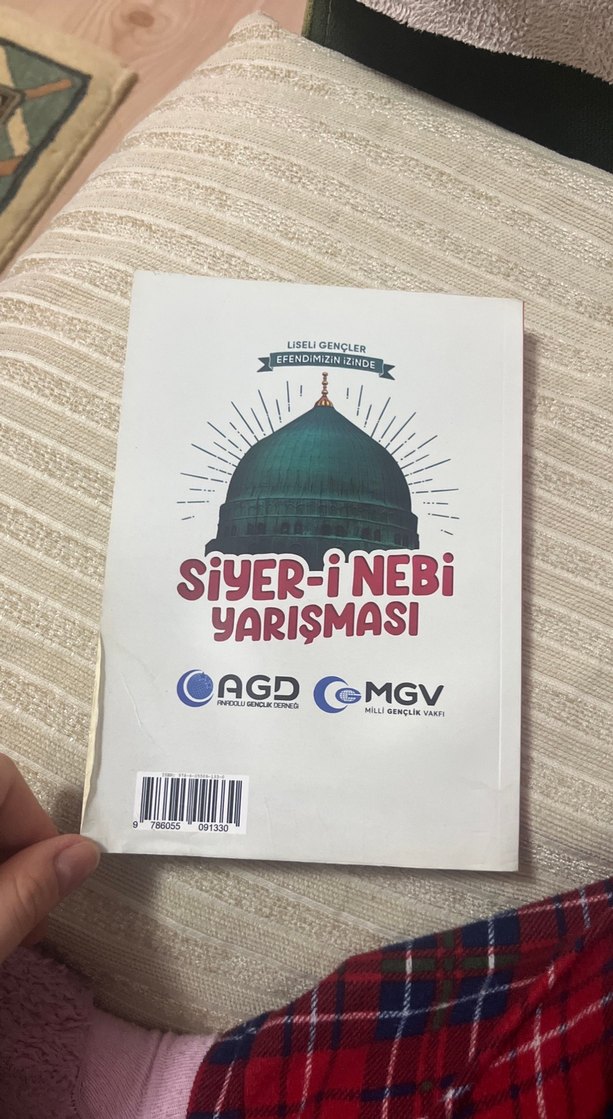 LİSELİ GENÇLER
EFENDİMİZİN İZİNDE
SİYER-İ NEBİ
YARIŞMASI
AGD
ANADOLU GENÇLİK DERNEĞİ
MGV
MİLLİ GENÇLİK VAKFI
9 786055 091330